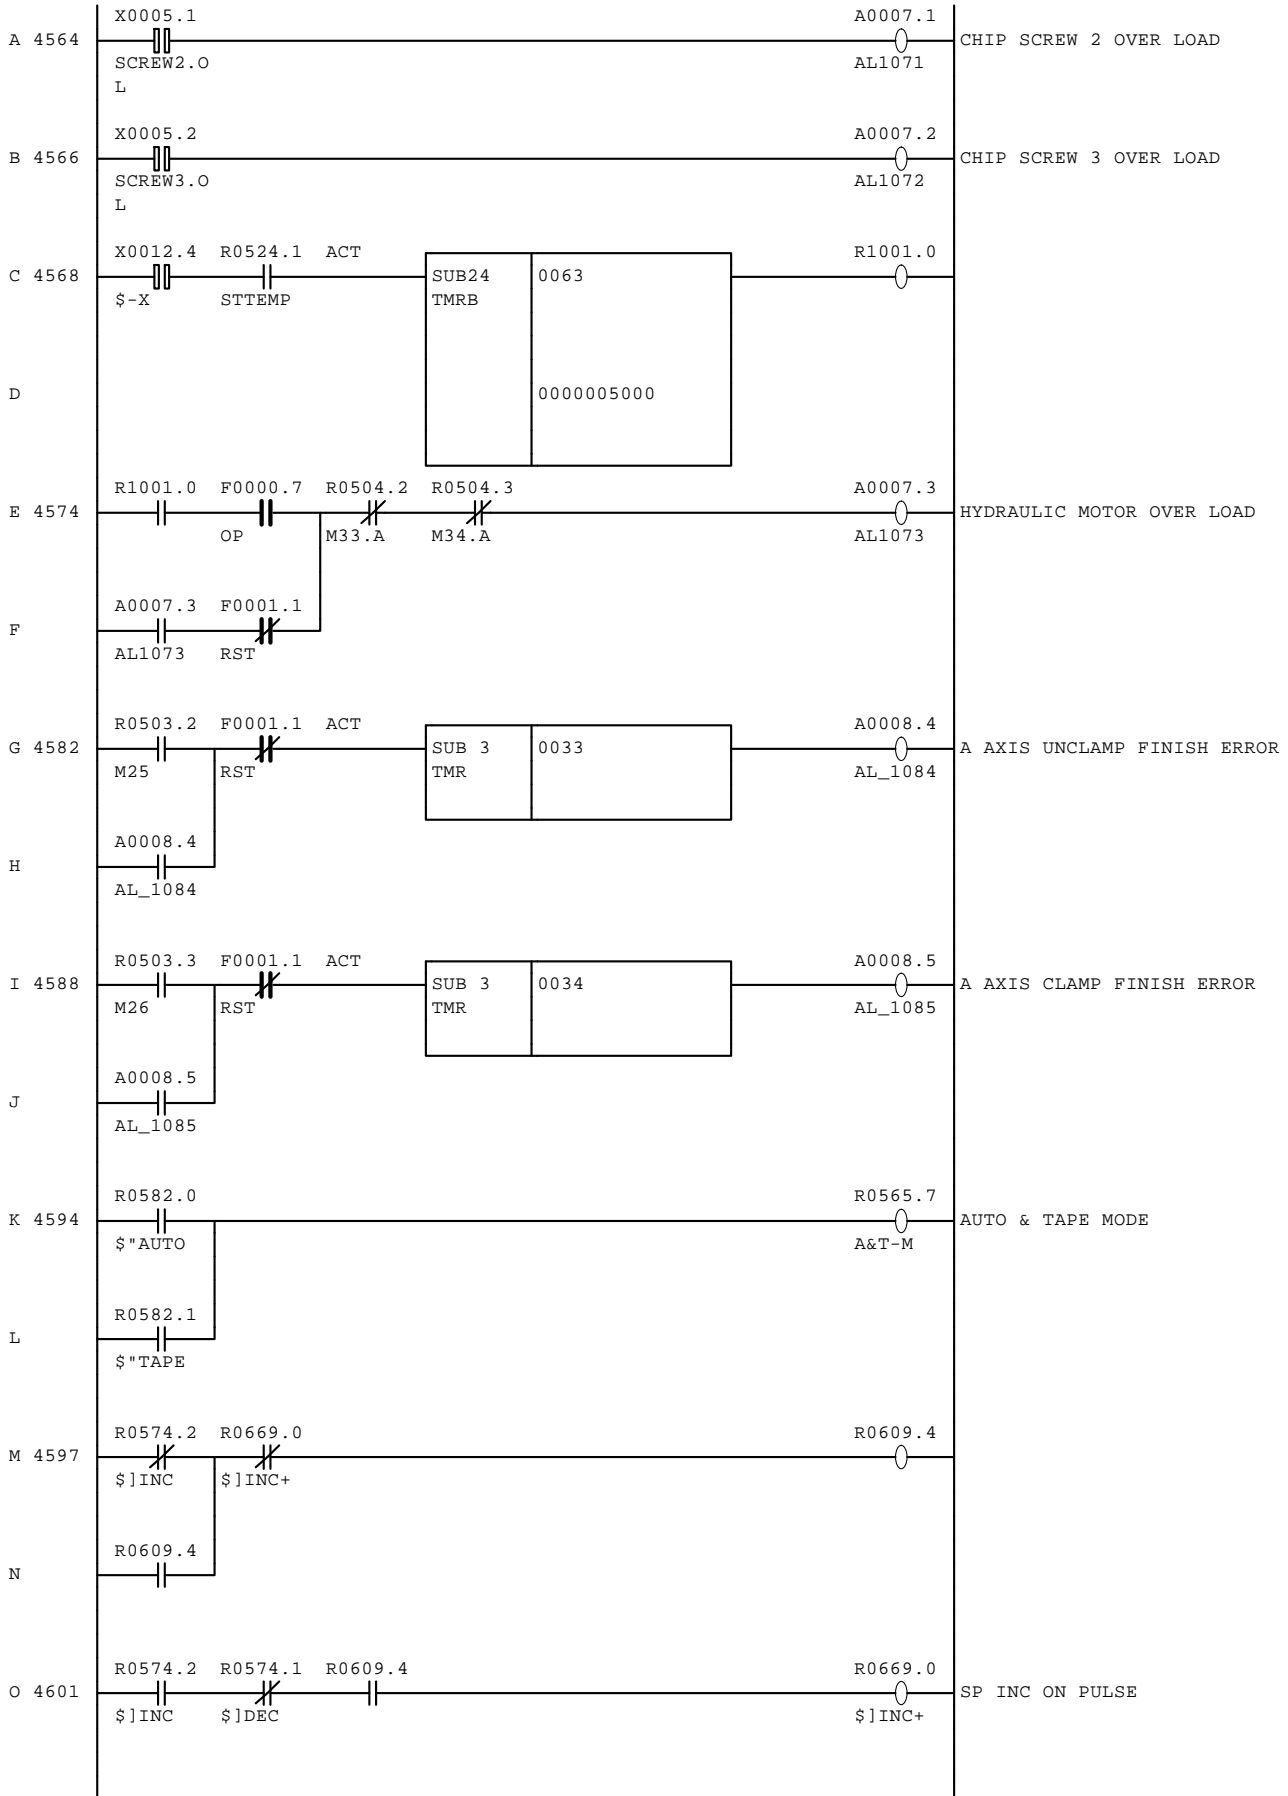 X0005.1 A0007.1
A 4564 CHIP SCREW 2 OVER LOAD
SCREW2.O AL1071
L
X0005.2 A0007.2
B 4566 CHIP SCREW 3 OVER LOAD
SCREW3.O AL1072
L
X0012.4 R0524.1 ACT R1001.0
C 4568 SUB24 0063
$-X STTEMP TMRB
D 0000005000
R1001.0 F0000.7 R0504.2 R0504.3 A0007.3
E 4574 HYDRAULIC MOTOR OVER LOAD
OP M33.A M34.A AL1073
A0007.3 F0001.1
F
AL1073 RST
R0503.2 F0001.1 ACT A0008.4
G 4582 SUB 3 0033 A AXIS UNCLAMP FINISH ERROR
M25 RST TMR AL_1084
A0008.4
H
AL_1084
R0503.3 F0001.1 ACT A0008.5
I 4588 SUB 3 0034 A AXIS CLAMP FINISH ERROR
M26 RST TMR AL_1085
A0008.5
J
AL_1085
R0582.0 R0565.7
K 4594 AUTO & TAPE MODE
$"AUTO A&T-M
R0582.1
L
$"TAPE
R0574.2 R0669.0 R0609.4
M 4597
$]INC $]INC+
R0609.4
N
R0574.2 R0574.1 R0609.4 R0669.0
O 4601 SP INC ON PULSE
$]INC $]DEC $]INC+